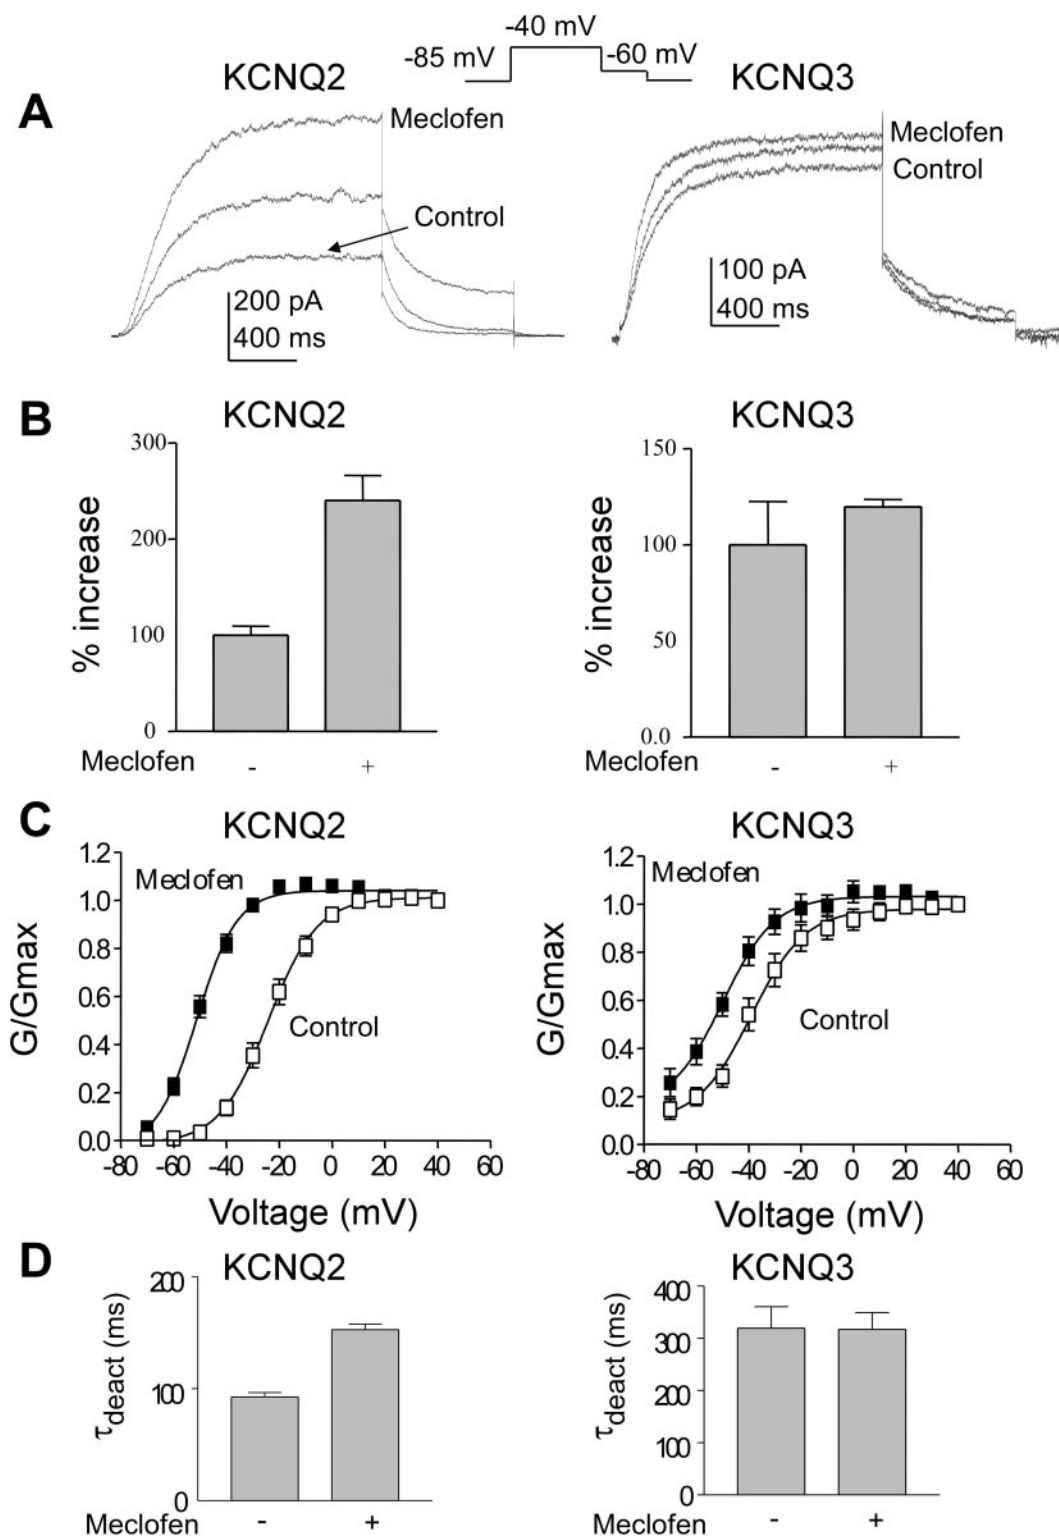 -40 mV
-85 mV
-60 mV
KCNQ2
KCNQ3
A
Meclofen
Control
200 pA
400 ms
Meclofen
Control
100 pA
400 ms
B
KCNQ2
KCNQ3
% increase
300
200
100
0
Meclofen - +
% increase
150
100
50
0.0
Meclofen - +
C
KCNQ2
KCNQ3
G/Gmax
1.2
1.0
0.8
0.6
0.4
0.2
0.0
Meclofen
Control
-80 -60 -40 -20 0 20 40 60
Voltage (mV)
G/Gmax
1.2
1.0
0.8
0.6
0.4
0.2
0.0
Meclofen
Control
-80 -60 -40 -20 0 20 40 60
Voltage (mV)
D
KCNQ2
KCNQ3
τdeact (ms)
200
100
0
Meclofen - +
τdeact (ms)
400
300
200
100
0
Meclofen - +